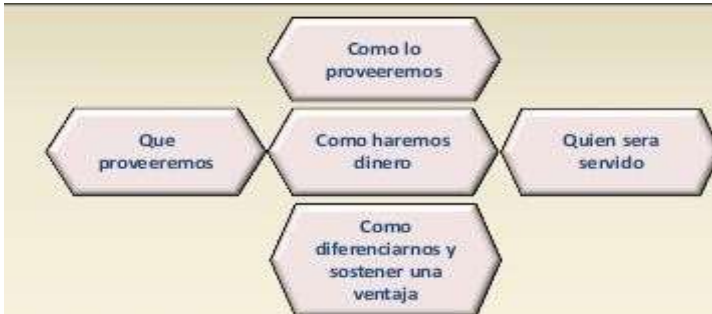 Como lo
proveeremos
Que
proveeremos
Como haremos
dinero
Quien sera
servido
Como
diferenciarnos y
sostener una
ventaja